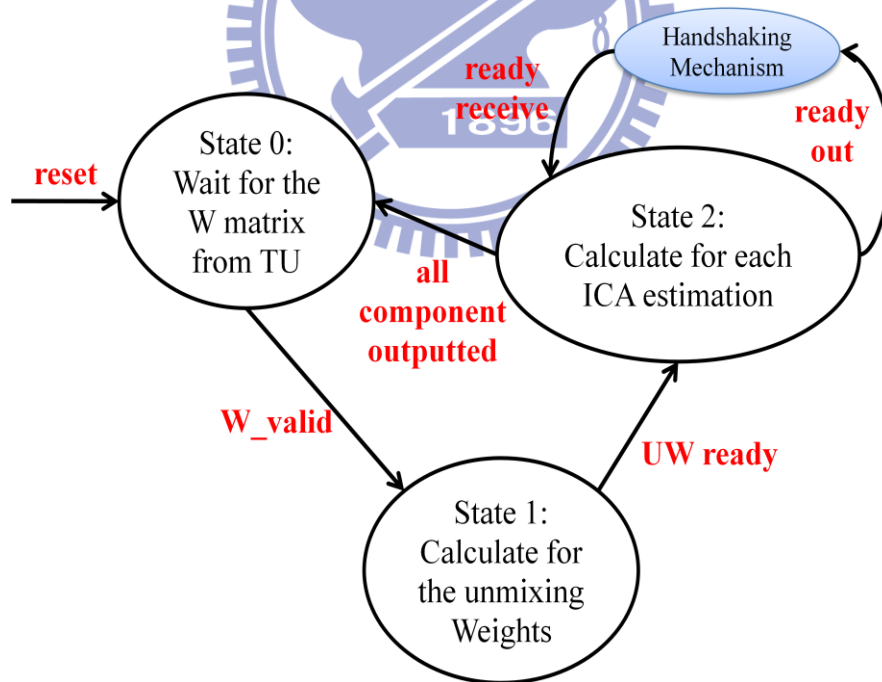 Handshaking
Mechanism
ready
receive
ready
out
1896
reset
State 0:
Wait for the
W matrix
from TU
State 2:
Calculate for each
ICA estimation
all
component
outputted
W_valid
UW ready
State 1:
Calculate for
the unmixing
Weights